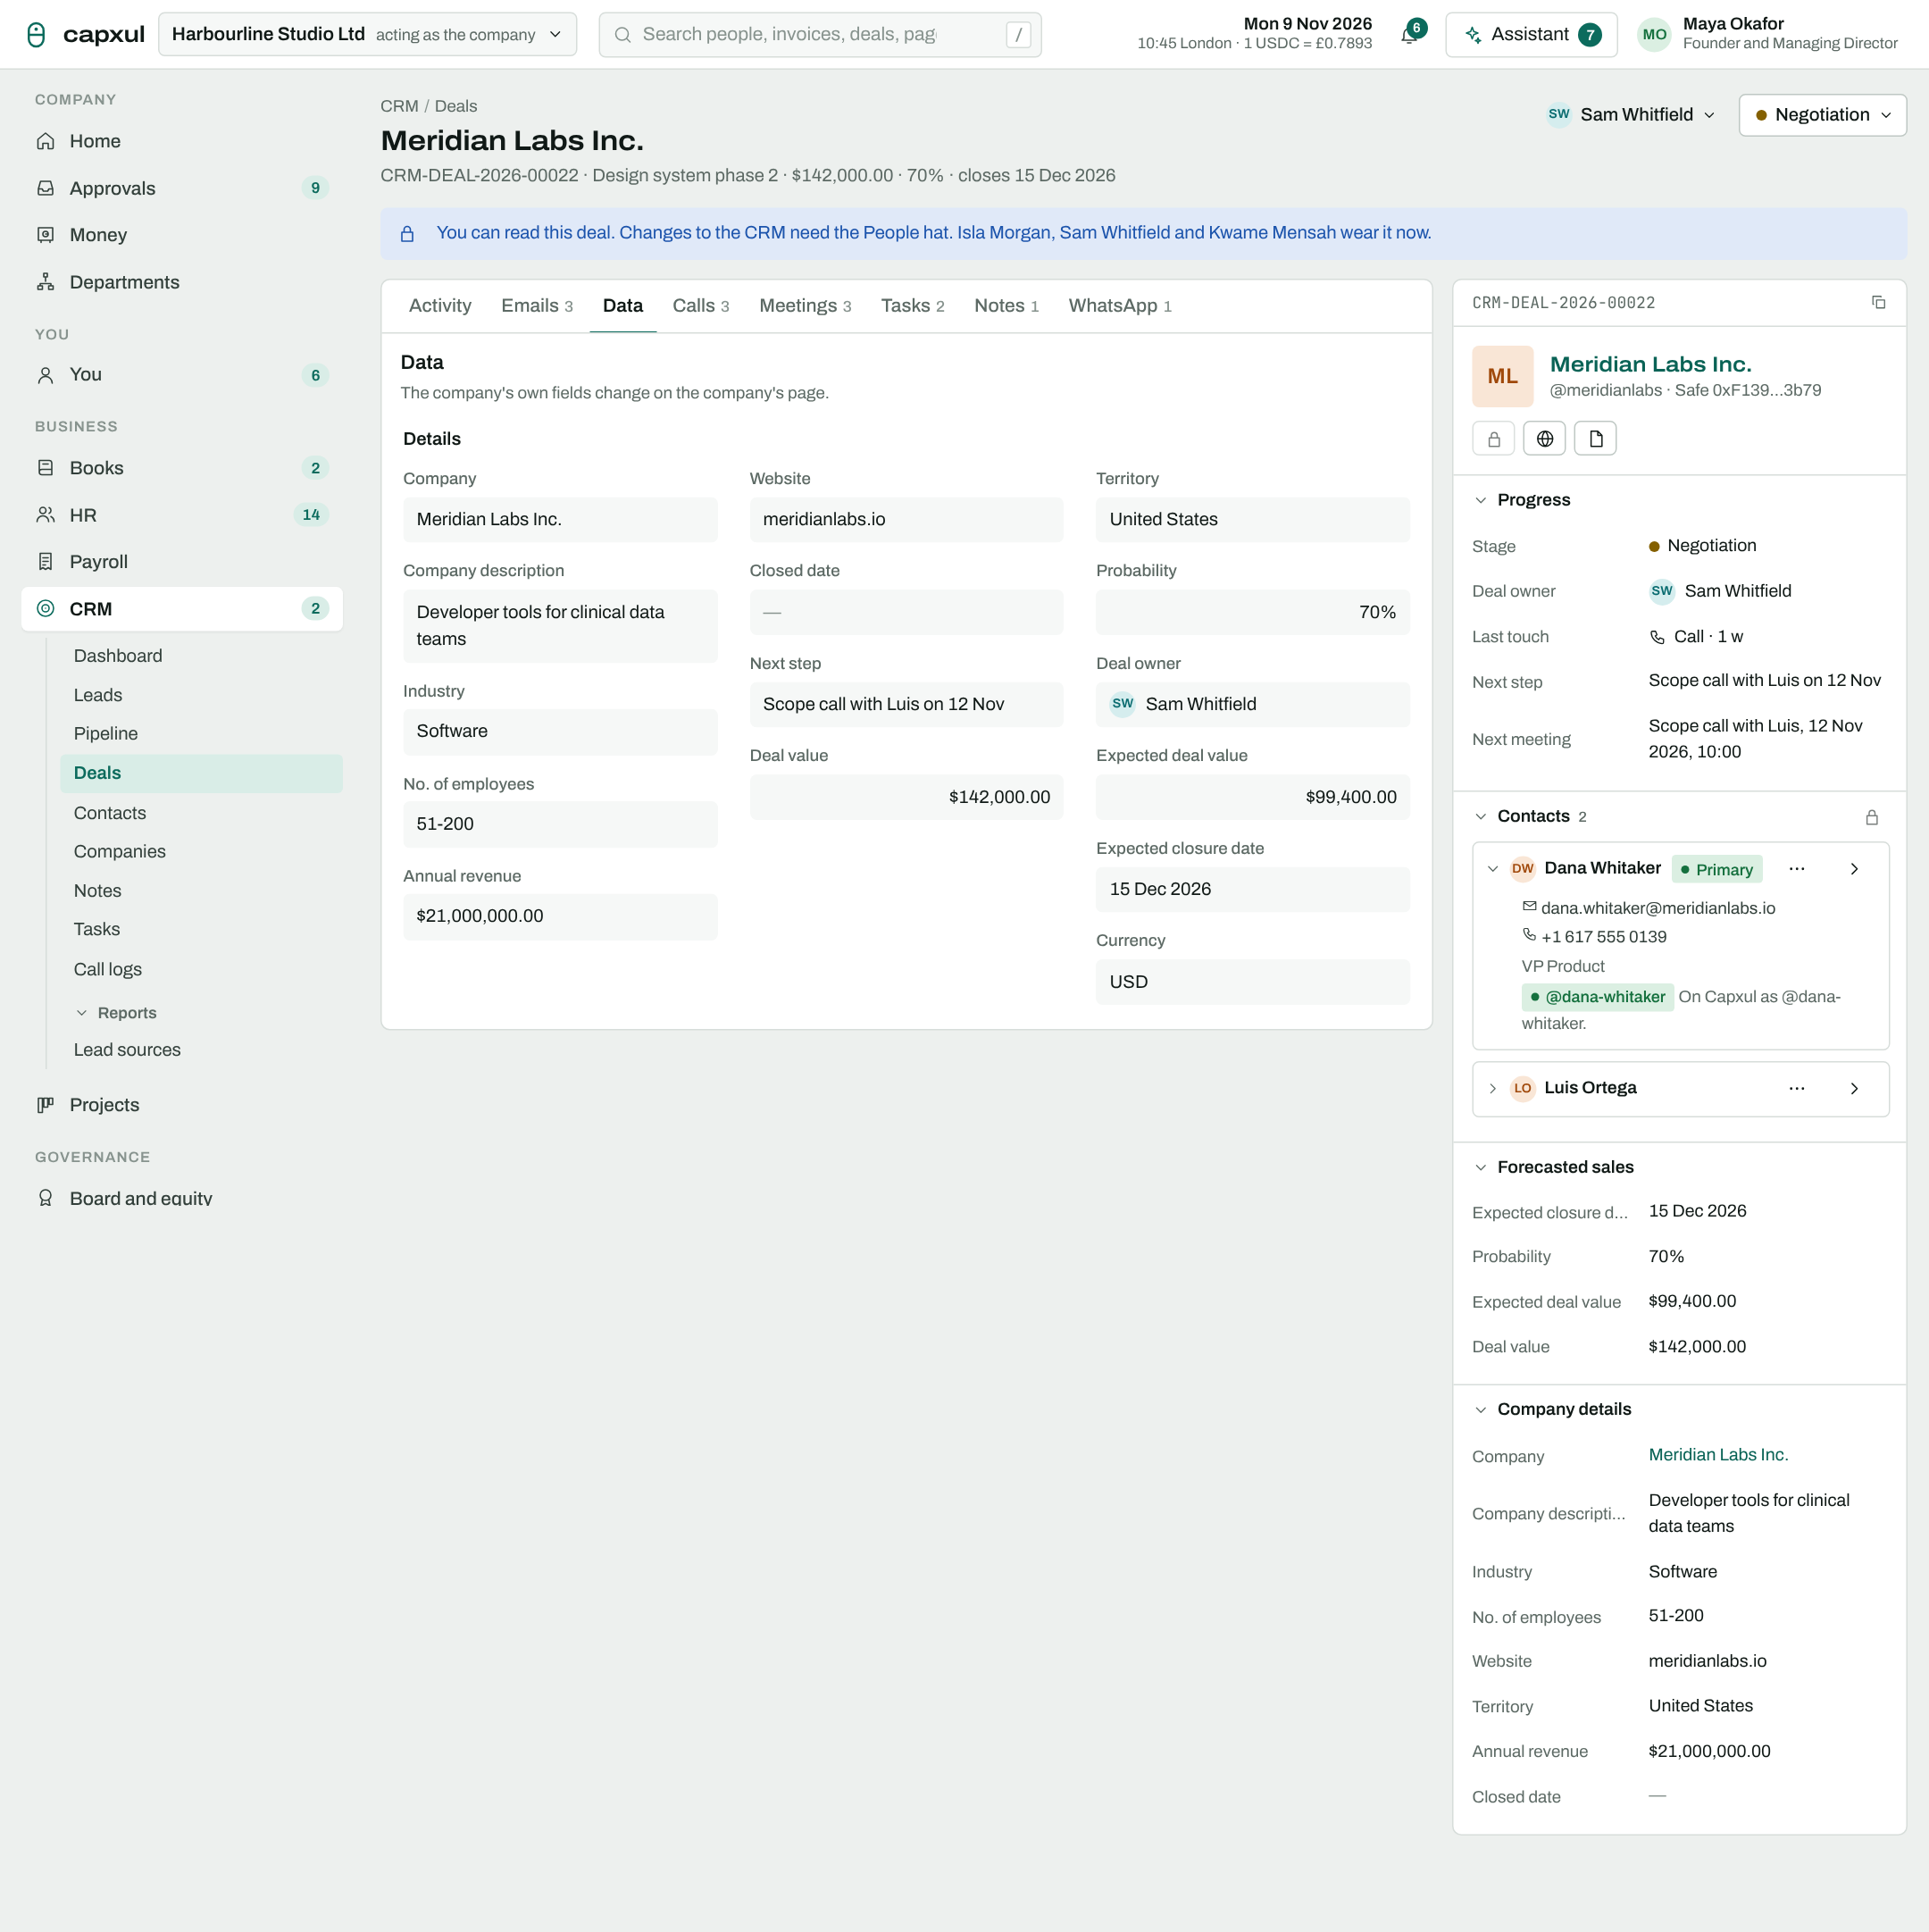 capxul
Harbourline Studio Ltd acting as the company
Search people, invoices, deals, pag
/
Mon 9 Nov 2026
10:45 London · 1 USDC = £0.7893
6
Assistant 7
MO
Maya Okafor
Founder and Managing Director
COMPANY
Home
Approvals 9
Money
Departments
YOU
You 6
BUSINESS
Books 2
HR 14
Payroll
CRM 2
Dashboard
Leads
Pipeline
Deals
Contacts
Companies
Notes
Tasks
Call logs
Reports
Lead sources
Projects
GOVERNANCE
Board and equity
CRM / Deals
Meridian Labs Inc.
CRM-DEAL-2026-00022 · Design system phase 2 · $142,000.00 · 70% · closes 15 Dec 2026
SW Sam Whitfield
Negotiation
You can read this deal. Changes to the CRM need the People hat. Isla Morgan, Sam Whitfield and Kwame Mensah wear it now.
Activity Emails 3 Data Calls 3 Meetings 3 Tasks 2 Notes 1 WhatsApp 1
Data
The company's own fields change on the company's page.
Details
Company
Meridian Labs Inc.
Company description
Developer tools for clinical data
teams
Industry
Software
No. of employees
51-200
Annual revenue
$21,000,000.00
Website
meridianlabs.io
Closed date
—
Next step
Scope call with Luis on 12 Nov
Deal value
$142,000.00
Territory
United States
Probability
70%
Deal owner
SW Sam Whitfield
Expected deal value
$99,400.00
Expected closure date
15 Dec 2026
Currency
USD
CRM-DEAL-2026-00022
ML
Meridian Labs Inc.
@meridianlabs · Safe 0xF139...3b79
Progress
Stage Negotiation
Deal owner SW Sam Whitfield
Last touch Call · 1 w
Next step Scope call with Luis on 12 Nov
Next meeting Scope call with Luis, 12 Nov
2026, 10:00
Contacts 2
DW Dana Whitaker Primary ...
dana.whitaker@meridianlabs.io
+1 617 555 0139
VP Product
@dana-whitaker On Capxul as @dana-
whitaker.
LO Luis Ortega ...
Forecasted sales
Expected closure d... 15 Dec 2026
Probability 70%
Expected deal value $99,400.00
Deal value $142,000.00
Company details
Company Meridian Labs Inc.
Company descripti... Developer tools for clinical
data teams
Industry Software
No. of employees 51-200
Website meridianlabs.io
Territory United States
Annual revenue $21,000,000.00
Closed date —